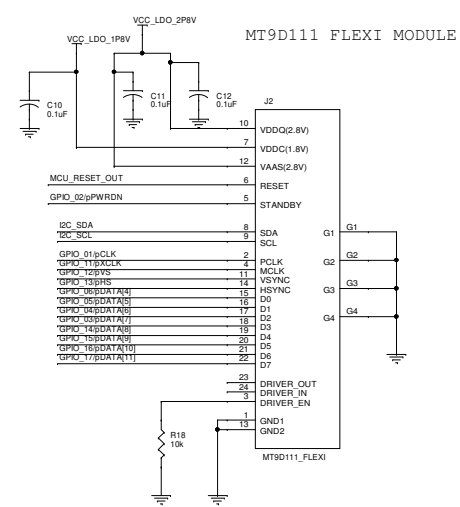 VCC_LDO_2P8V
MT9D111 FLEXI MODULE
VCC_LDO_1P8V
C10
0.1uF
C11
0.1uF
C12
0.1uF
J2
10 VDDQ(2.8V)
7 VDDC(1.8V)
12 VAAS(2.8V)
MCU_RESET_OUT 6 RESET
GPIO_02/pPWRDN 5 STANDBY
I2C_SDA 8 SDA G1 G1
I2C_SCL 9 SCL
GPIO_01/pCLK 2 PCLK G2 G2
GPIO_11/pXCLK 4 MCLK
GPIO_12/pVS 11 VSYNC
GPIO_13/pHS 14 HSYNC G3 G3
GPIO_06/pDATA[4] 15 D0
GPIO_05/pDATA[5] 16 D1
GPIO_04/pDATA[6] 17 D2 G4 G4
GPIO_03/pDATA[7] 18 D3
GPIO_14/pDATA[8] 19 D4
GPIO_15/pDATA[9] 20 D5
GPIO_16/pDATA[10] 21 D6
GPIO_17/pDATA[11] 22 D7
23 DRIVER_OUT
24 DRIVER_IN
3 DRIVER_EN
1 GND1
13 GND2
R18
10k
MT9D111_FLEXI